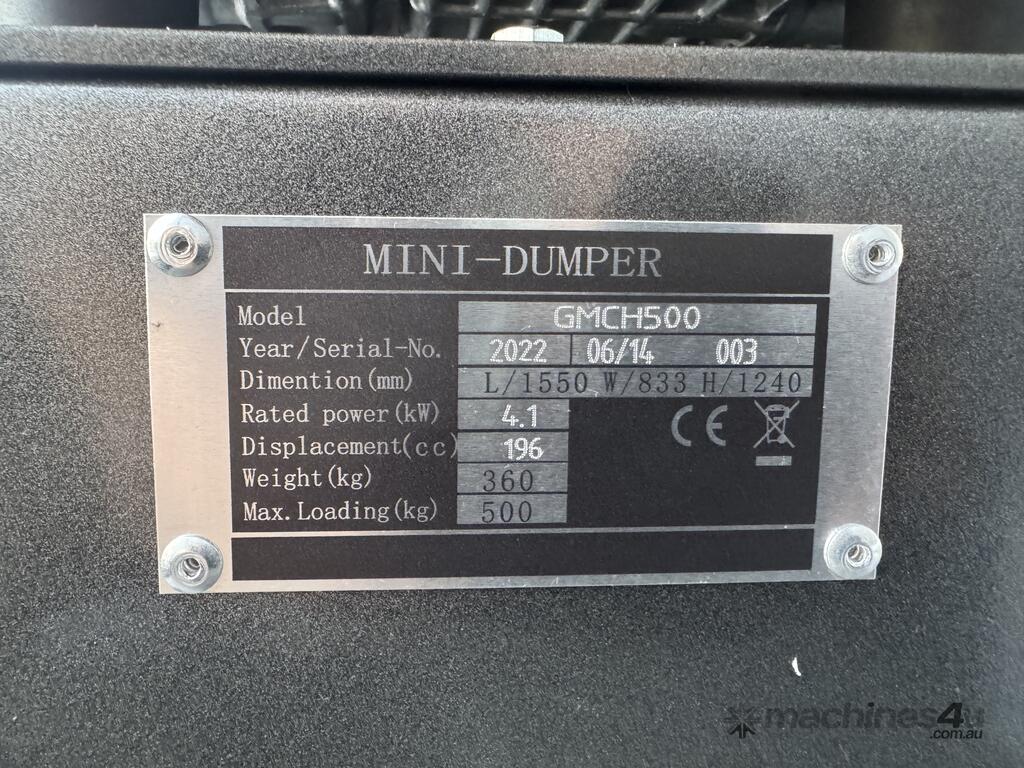 MINI-DUMPER
Model GMCH500
Year/Serial-No. 2022 06/14 003
Dimention(mm) L/1550 W/833 H/1240
Rated power(kW) 4.1
Displacement(cc) 196
Weight(kg) 360
Max.Loading(kg) 500
CE
machines4u
.com.au